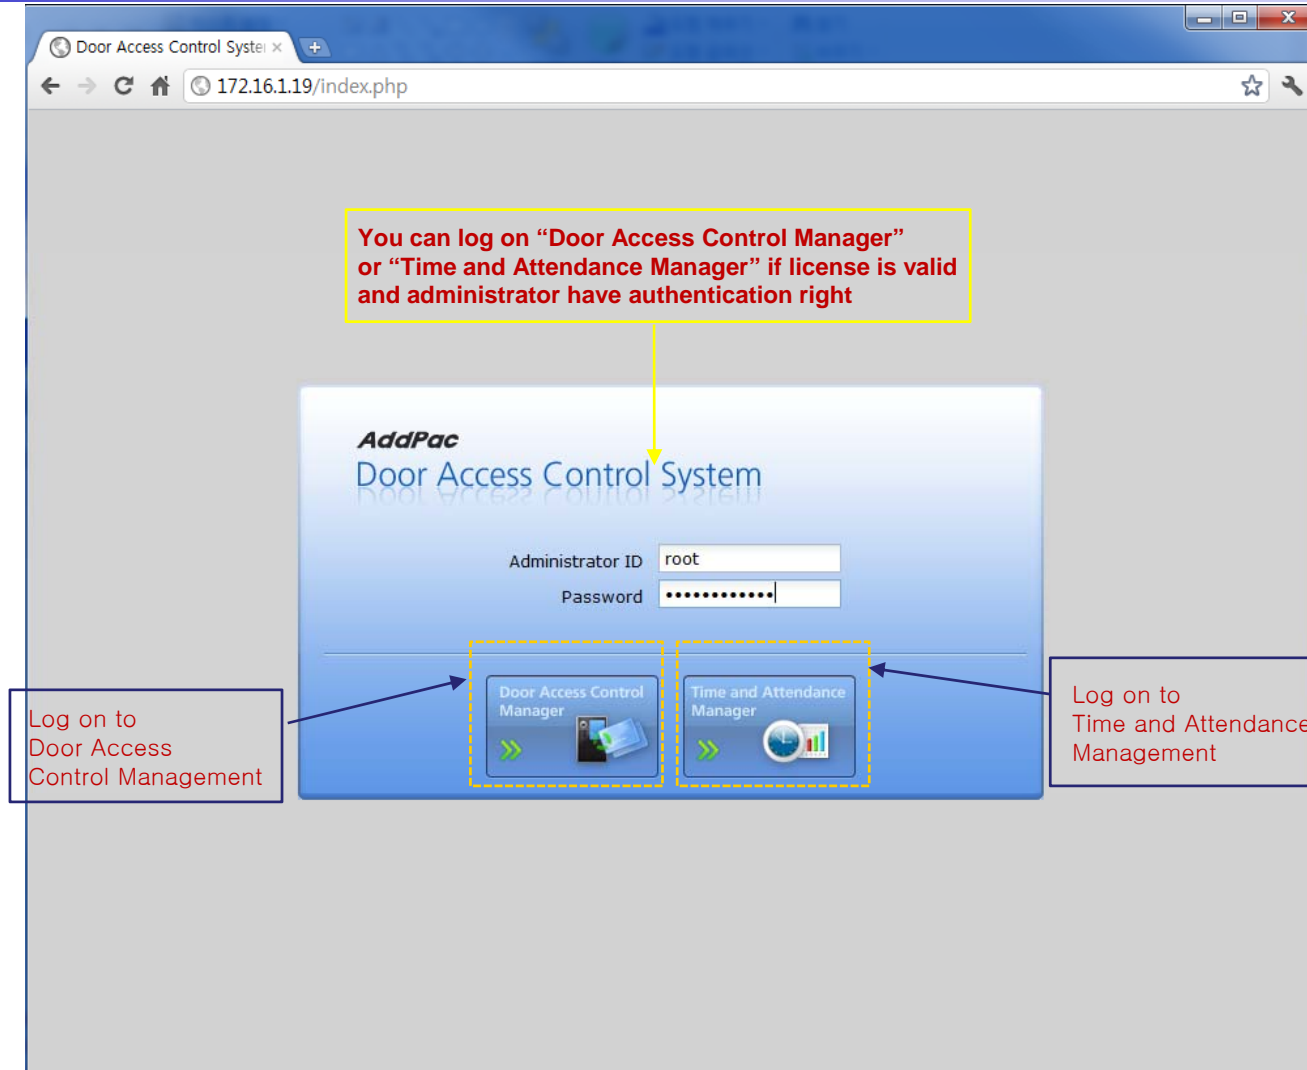 Door Access Control Syster
172.16.1.19/index.php
You can log on “Door Access Control Manager”
or “Time and Attendance Manager” if license is valid
and administrator have authentication right
AddPac
Door Access Control System
Administrator ID root
Password ••••••••••••
Door Access Control
Manager
Time and Attendance
Manager
Log on to
Door Access
Control Management
Log on to
Time and Attendance
Management